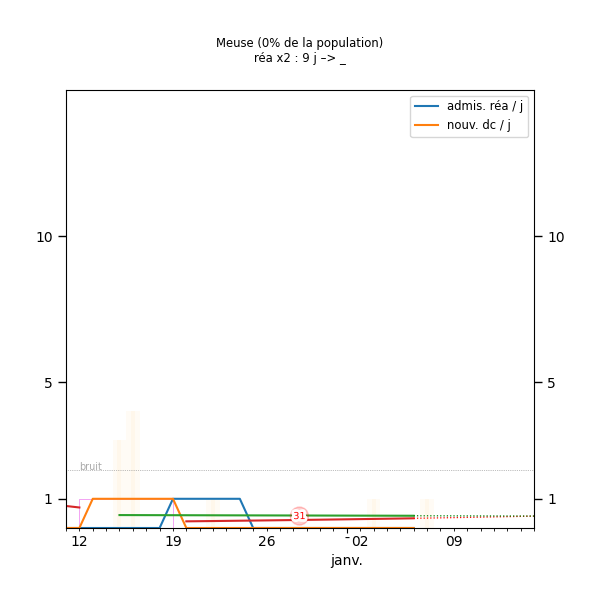 Meuse (0% de la population)
réa x2 : 9 j –> _
admis. réa / j
nouv. dc / j
10
10
5
5
bruit
1
1
31
12
19
26
02
09
janv.